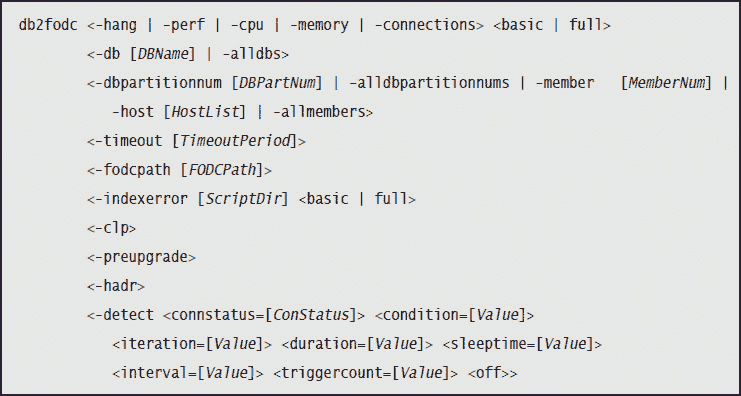 db2fodc <-hang | -perf | -cpu | -memory | -connections> <basic | full>
<-db [DBName] | -alldbs>
<-dbpartitionnum [DBPartNum] | -alldbpartitionnums | -member [MemberNum] |
-host [HostList] | -allmembers>
<-timeout [TimeoutPeriod]>
<-fodcpath [FODCPath]>
<-indexerror [ScriptDir] <basic | full>
<-clp>
<-preupgrade>
<-hadr>
<-detect <connstatus=[ConStatus]> <condition=[Value]>
<iteration=[Value]> <duration=[Value]> <sleeptime=[Value]>
<interval=[Value]> <triggercount=[Value]> <off>>